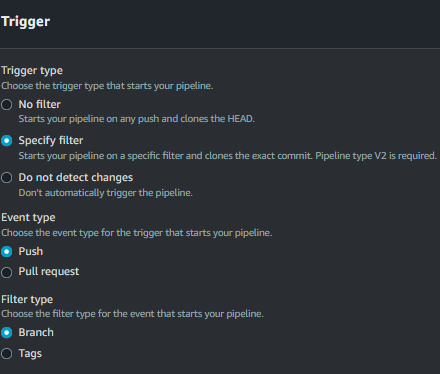 Trigger
Trigger type
Choose the trigger type that starts your pipeline.
No filter
Starts your pipeline on any push and clones the HEAD.
Specify filter
Starts your pipeline on a specific filter and clones the exact commit. Pipeline type V2 is required.
Do not detect changes
Don't automatically trigger the pipeline.
Event type
Choose the event type for the trigger that starts your pipeline.
Push
Pull request
Filter type
Choose the filter type for the event that starts your pipeline.
Branch
Tags